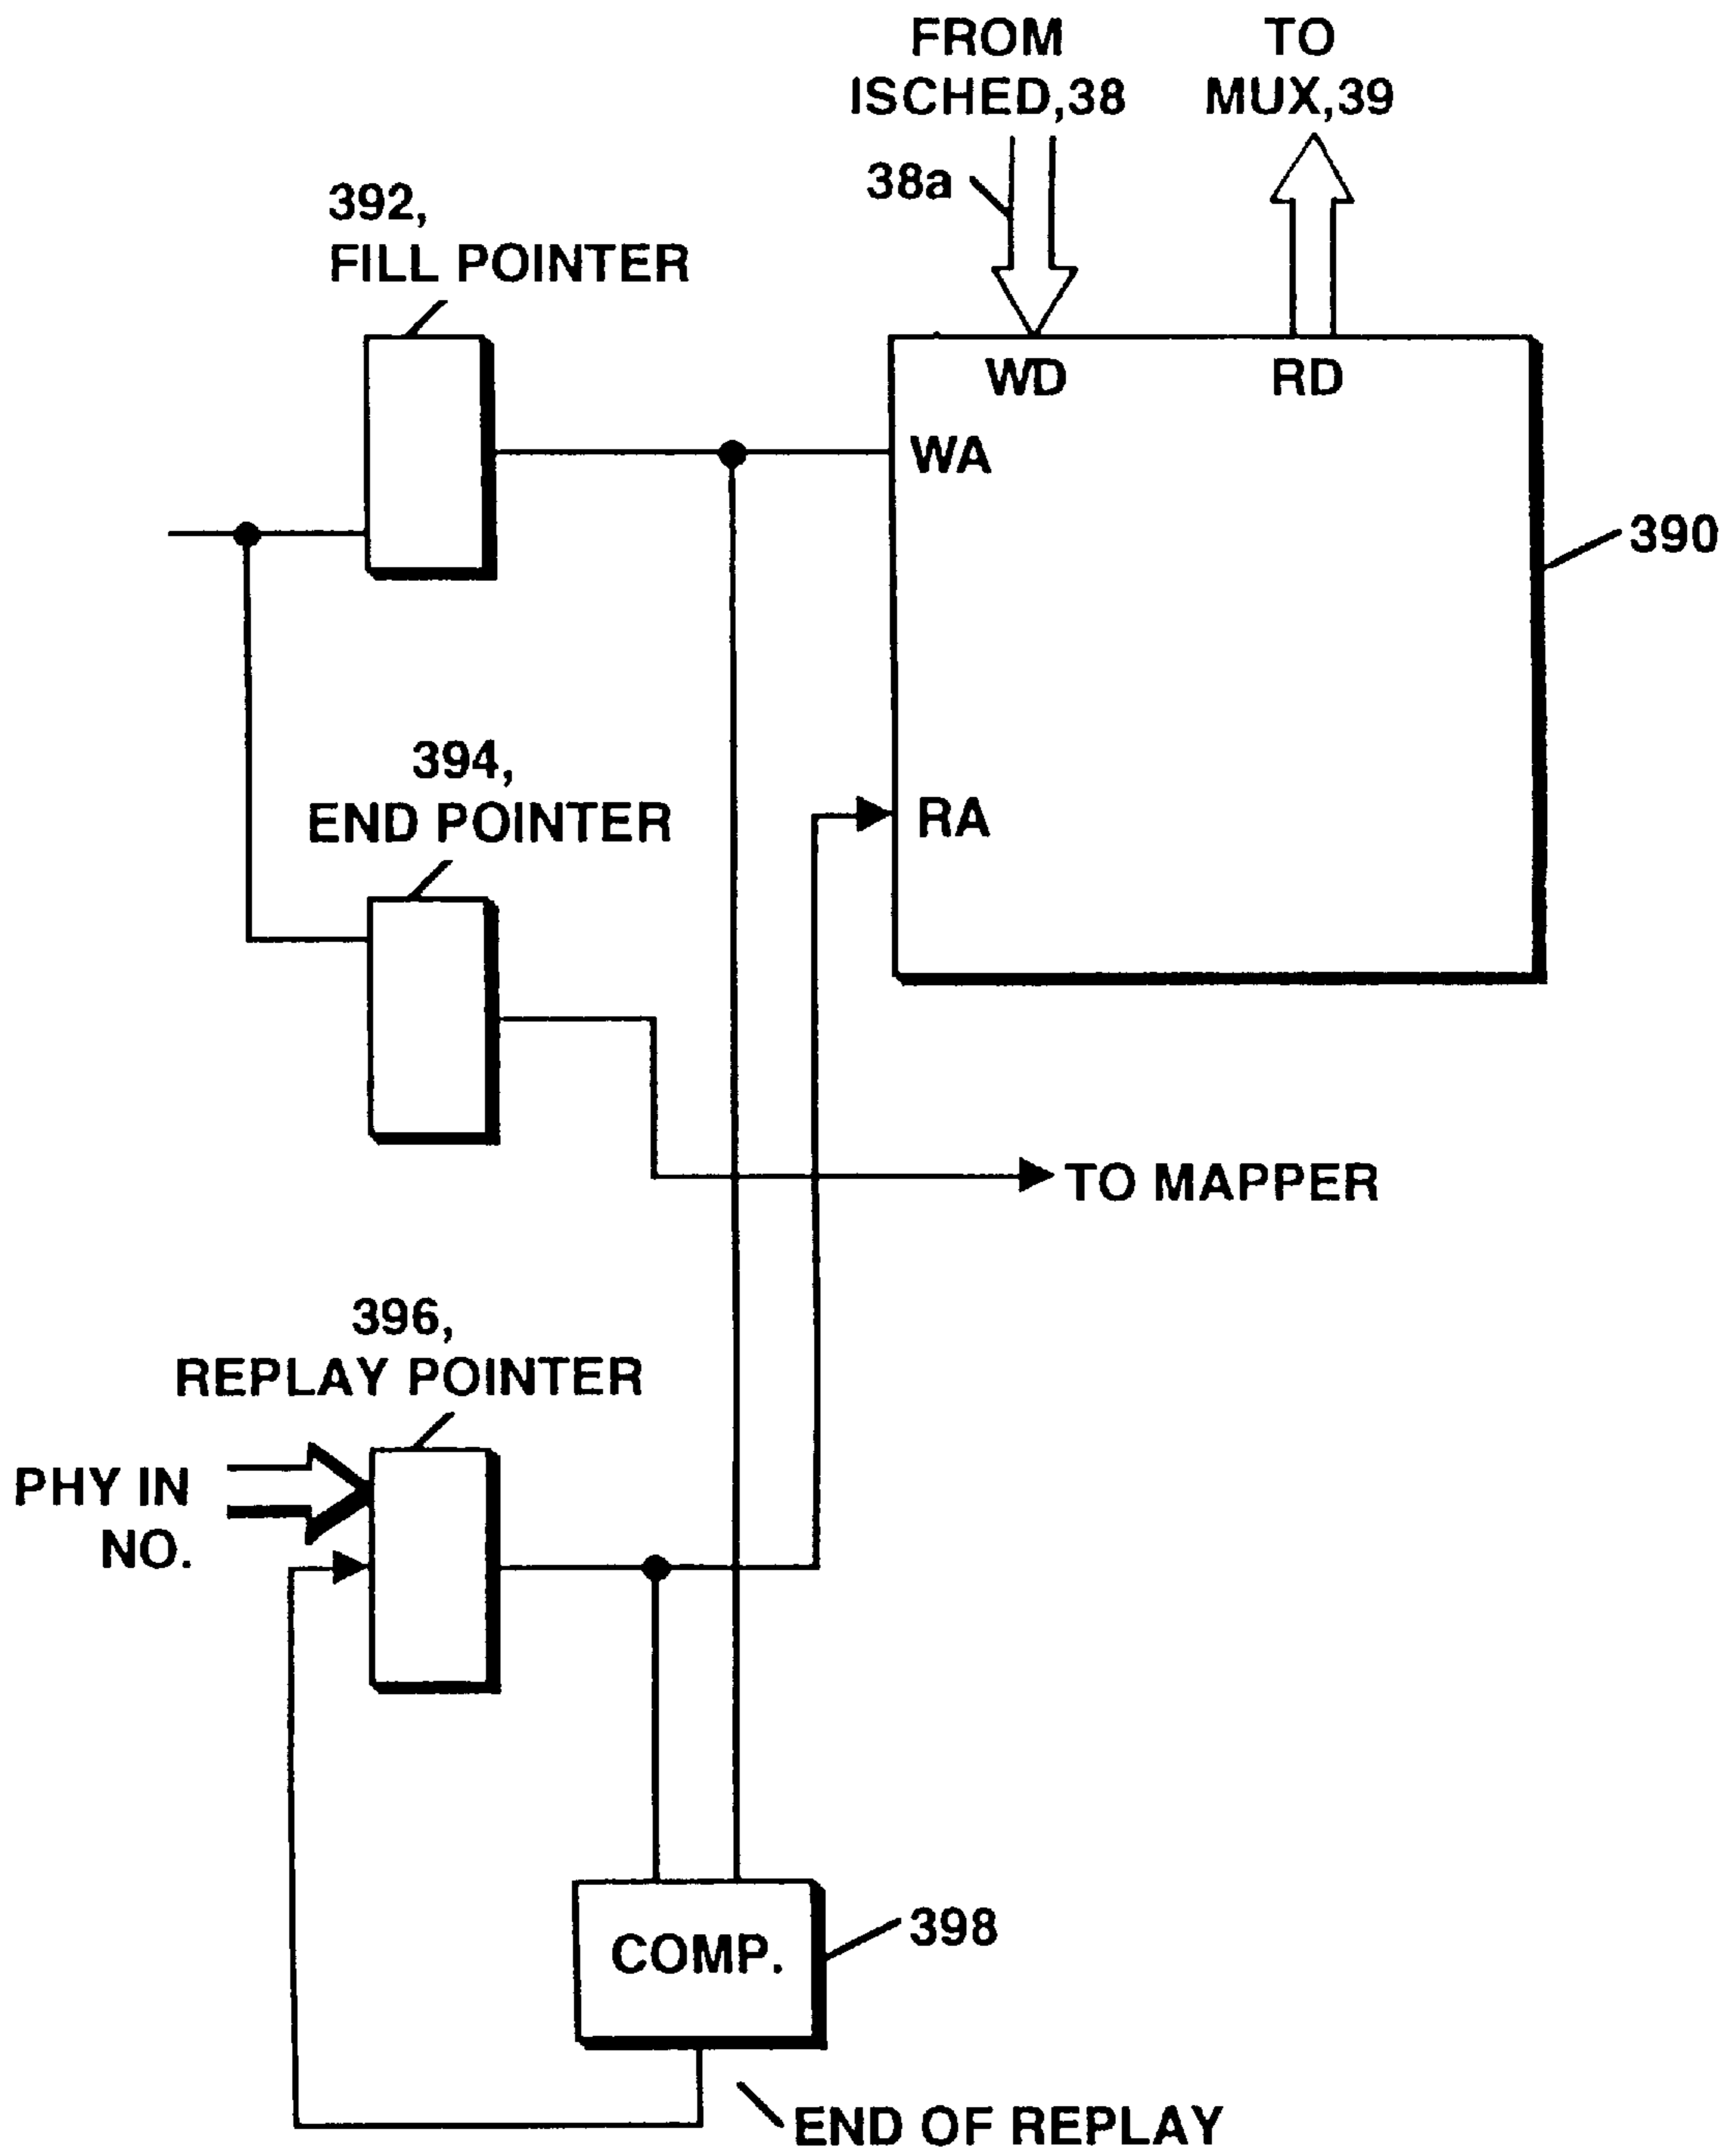 FROM
ISCHED,38
TO
MUX,39
38a
392,
FILL POINTER
WD
RD
WA
390
394,
END POINTER
RA
TO MAPPER
396,
REPLAY POINTER
PHY IN
NO.
COMP.
398
END OF REPLAY